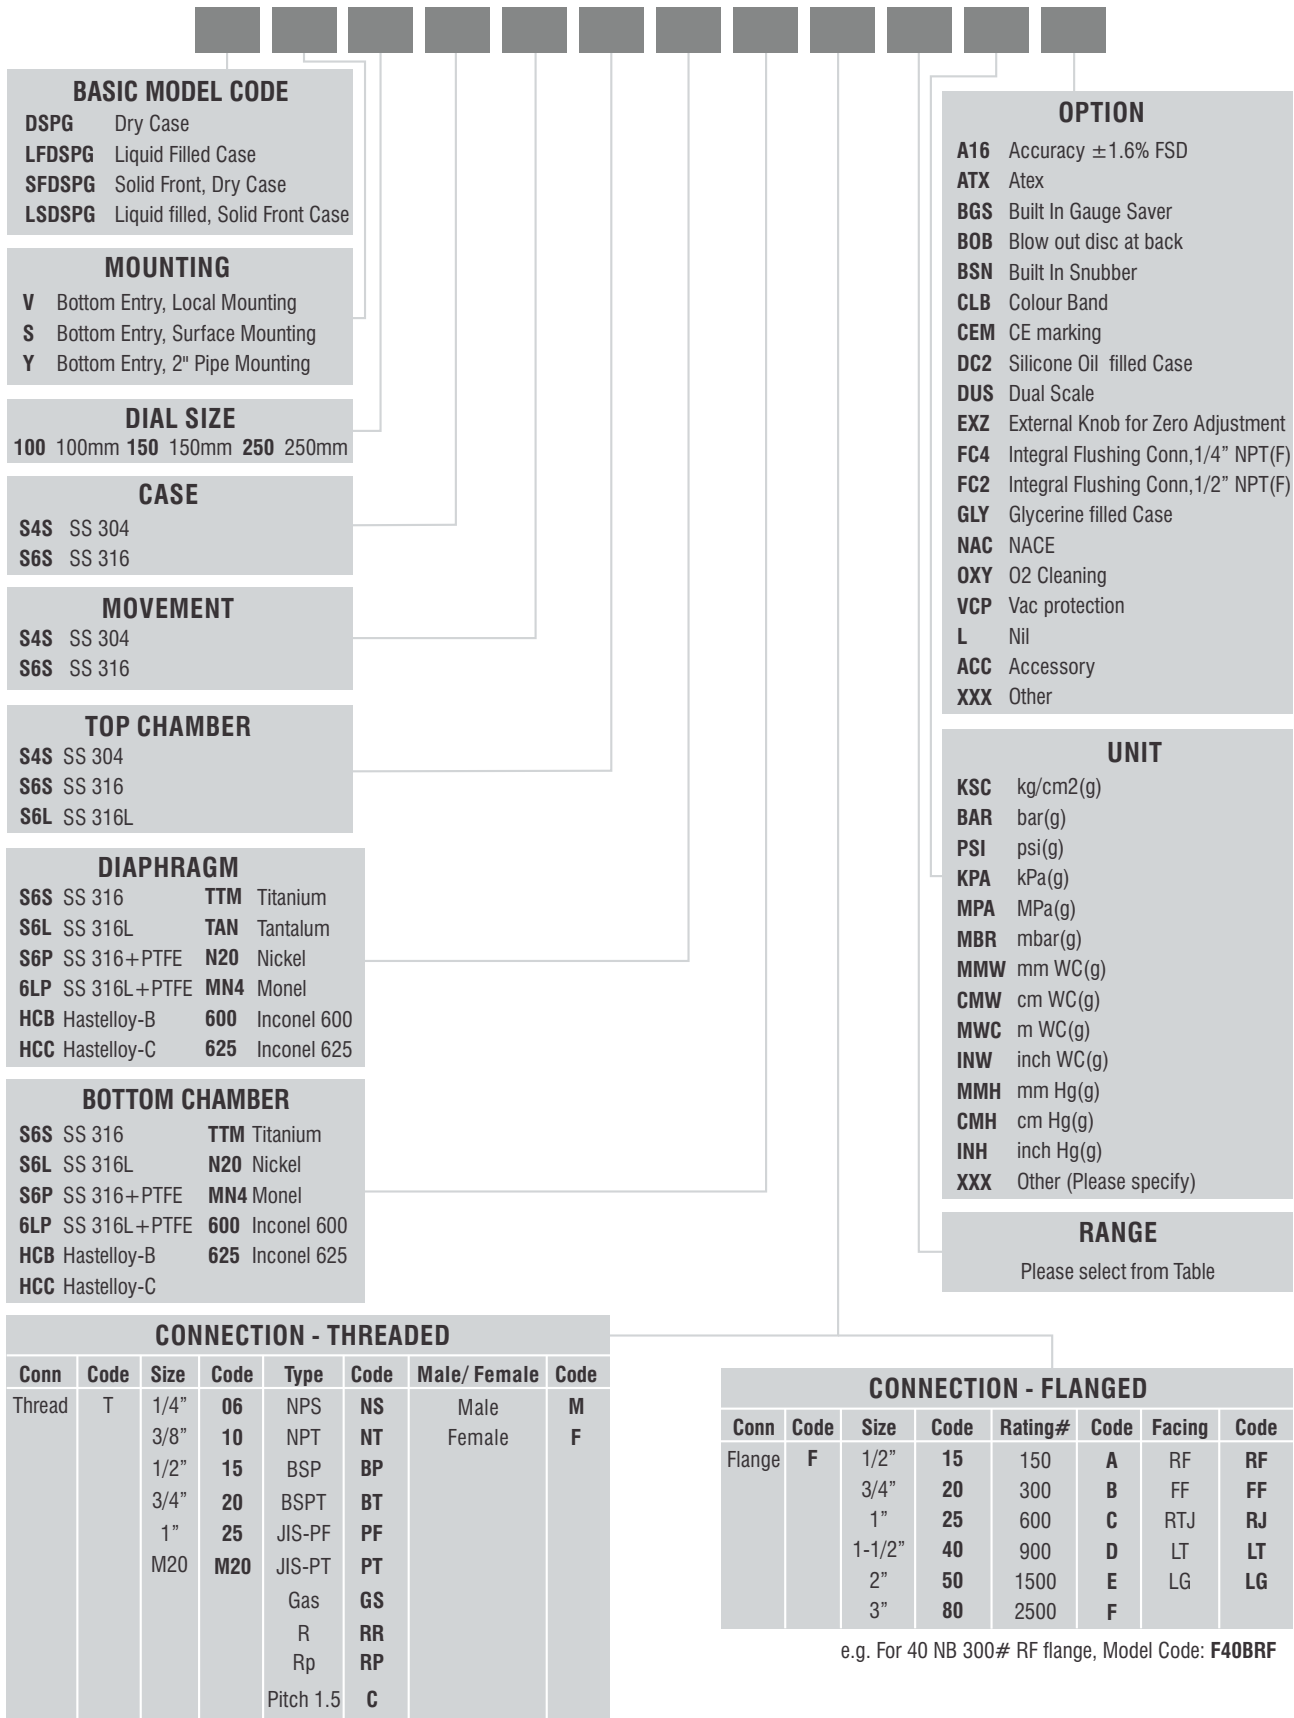 BASIC MODEL CODE
DSPG Dry Case
LFDSPG Liquid Filled Case
SFDSPG Solid Front, Dry Case
LSDSPG Liquid filled, Solid Front Case
MOUNTING
V Bottom Entry, Local Mounting
S Bottom Entry, Surface Mounting
Y Bottom Entry, 2" Pipe Mounting
DIAL SIZE
100 100mm 150 150mm 250 250mm
CASE
S4S SS 304
S6S SS 316
MOVEMENT
S4S SS 304
S6S SS 316
TOP CHAMBER
S4S SS 304
S6S SS 316
S6L SS 316L
DIAPHRAGM
S6S SS 316 TTM Titanium
S6L SS 316L TAN Tantalum
S6P SS 316+PTFE N20 Nickel
6LP SS 316L+PTFE MN4 Monel
HCB Hastelloy-B 600 Inconel 600
HCC Hastelloy-C 625 Inconel 625
BOTTOM CHAMBER
S6S SS 316 TTM Titanium
S6L SS 316L N20 Nickel
S6P SS 316+PTFE MN4 Monel
6LP SS 316L+PTFE 600 Inconel 600
HCB Hastelloy-B 625 Inconel 625
HCC Hastelloy-C
OPTION
A16 Accuracy ±1.6% FSD
ATX Atex
BGS Built In Gauge Saver
BOB Blow out disc at back
BSN Built In Snubber
CLB Colour Band
CEM CE marking
DC2 Silicone Oil filled Case
DUS Dual Scale
EXZ External Knob for Zero Adjustment
FC4 Integral Flushing Conn,1/4” NPT(F)
FC2 Integral Flushing Conn,1/2” NPT(F)
GLY Glycerine filled Case
NAC NACE
OXY O2 Cleaning
VCP Vac protection
L Nil
ACC Accessory
XXX Other
UNIT
KSC kg/cm2(g)
BAR bar(g)
PSI psi(g)
KPA kPa(g)
MPA MPa(g)
MBR mbar(g)
MMW mm WC(g)
CMW cm WC(g)
MWC m WC(g)
INW inch WC(g)
MMH mm Hg(g)
CMH cm Hg(g)
INH inch Hg(g)
XXX Other (Please specify)
RANGE
Please select from Table
CONNECTION - THREADED
Conn Code Size Code Type Code Male/ Female Code
Thread T 1/4” 06 NPS NS Male M
3/8” 10 NPT NT Female F
1/2” 15 BSP BP
3/4” 20 BSPT BT
1” 25 JIS-PF PF
M20 M20 JIS-PT PT
Gas GS
R RR
Rp RP
Pitch 1.5 C
CONNECTION - FLANGED
Conn Code Size Code Rating# Code Facing Code
Flange F 1/2” 15 150 A RF RF
3/4” 20 300 B FF FF
1” 25 600 C RTJ RJ
1-1/2” 40 900 D LT LT
2” 50 1500 E LG LG
3” 80 2500 F
e.g. For 40 NB 300# RF flange, Model Code: F40BRF